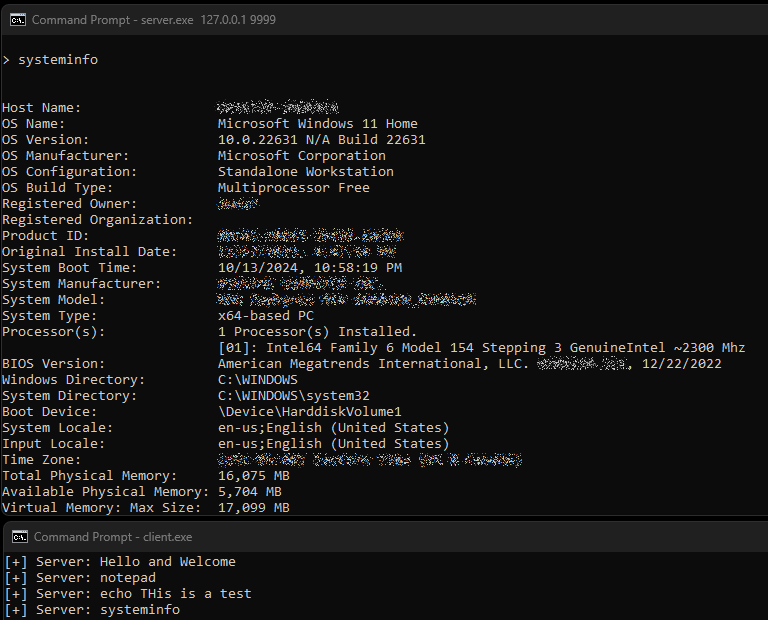 Command Prompt - server.exe 127.0.0.1 9999
> systeminfo
Host Name:
OS Name: Microsoft Windows 11 Home
OS Version: 10.0.22631 N/A Build 22631
OS Manufacturer: Microsoft Corporation
OS Configuration: Standalone Workstation
OS Build Type: Multiprocessor Free
Registered Owner:
Registered Organization:
Product ID:
Original Install Date:
System Boot Time: 10/13/2024, 10:58:19 PM
System Manufacturer:
System Model:
System Type: x64-based PC
Processor(s): 1 Processor(s) Installed.
[01]: Intel64 Family 6 Model 154 Stepping 3 GenuineIntel ~2300 Mhz
BIOS Version: American Megatrends International, LLC. , 12/22/2022
Windows Directory: C:\WINDOWS
System Directory: C:\WINDOWS\system32
Boot Device: \Device\HarddiskVolume1
System Locale: en-us;English (United States)
Input Locale: en-us;English (United States)
Time Zone:
Total Physical Memory: 16,075 MB
Available Physical Memory: 5,704 MB
Virtual Memory: Max Size: 17,099 MB
Command Prompt - client.exe
[+] Server: Hello and Welcome
[+] Server: notepad
[+] Server: echo THis is a test
[+] Server: systeminfo